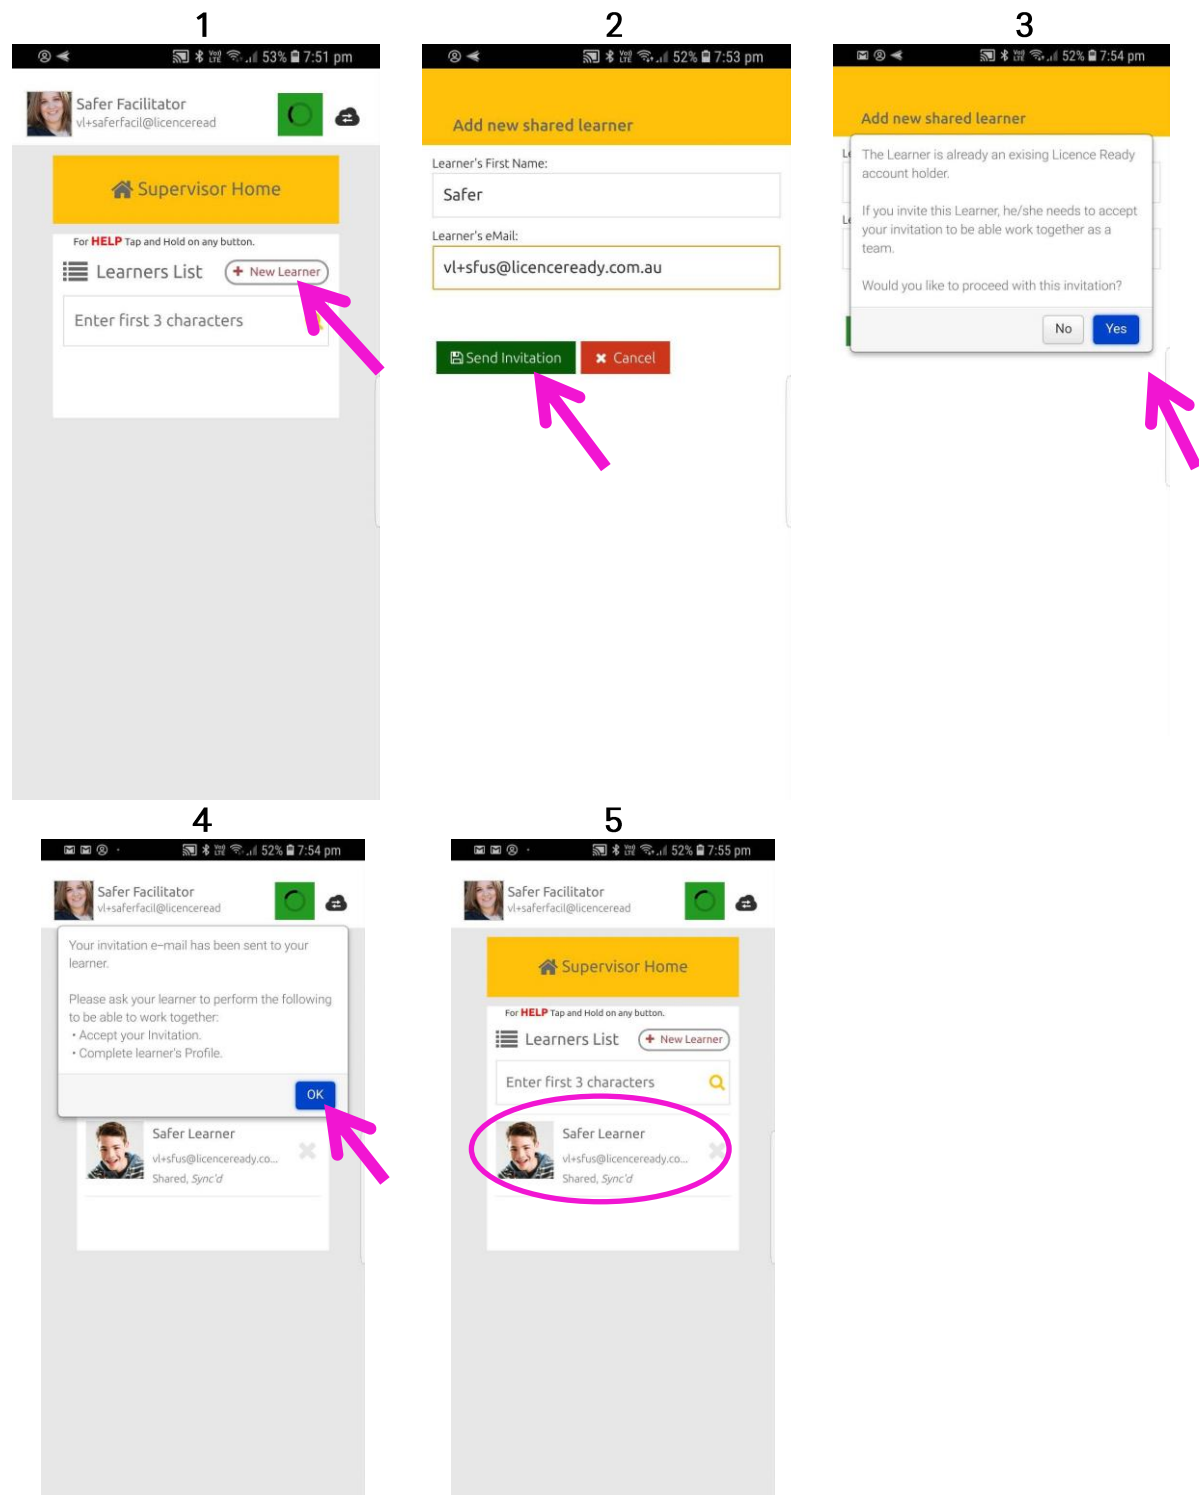 1
53% 7:51 pm
Safer Facilitator
vl+saferfacil@licenceread
Supervisor Home
For HELP Tap and Hold on any button.
Learners List
+ New Learner
Enter first 3 characters
2
52% 7:53 pm
Add new shared learner
Learner's First Name:
Safer
Learner's eMail:
vl+sfus@licenceready.com.au
Send Invitation
Cancel
3
52% 7:54 pm
Add new shared learner
Le
The Learner is already an exising Licence Ready
account holder.
Le
If you invite this Learner, he/she needs to accept
your invitation to be able work together as a
team.
Would you like to proceed with this invitation?
No Yes
4
52% 7:54 pm
Safer Facilitator
vl+saferfacil@licenceread
Your invitation e-mail has been sent to your
learner.
Please ask your learner to perform the following
to be able to work together:
• Accept your Invitation.
• Complete learner's Profile.
OK
Safer Learner
vl+sfus@licenceready.co...
Shared, Sync'd
5
52% 7:55 pm
Safer Facilitator
vl+saferfacil@licenceread
Supervisor Home
For HELP Tap and Hold on any button.
Learners List
+ New Learner
Enter first 3 characters
Safer Learner
vl+sfus@licenceready.co...
Shared, Sync'd